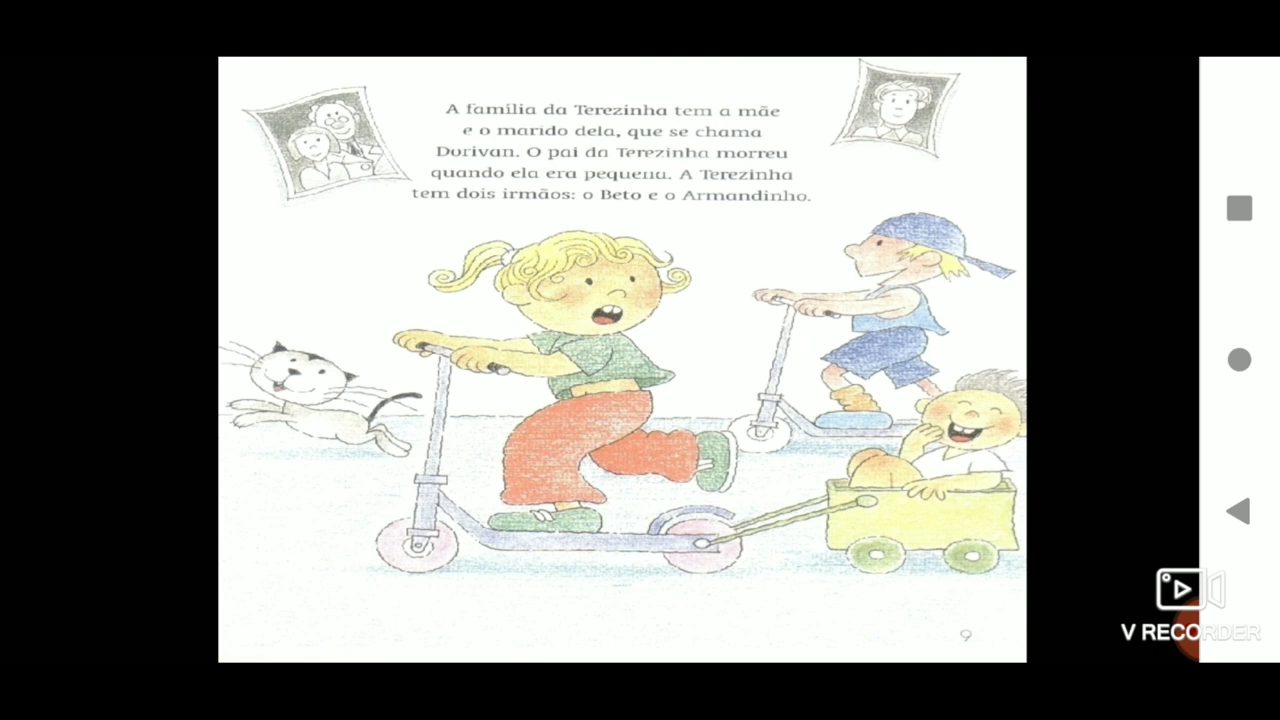 A família da Terezinha tem a mãe
e o marido dela, que se chama
Dorivan. O pai da Terezinha morreu
quando ela era pequena. A Terezinha
tem dois irmãos: o Beto e o Armandinho.
9
V RECORDER